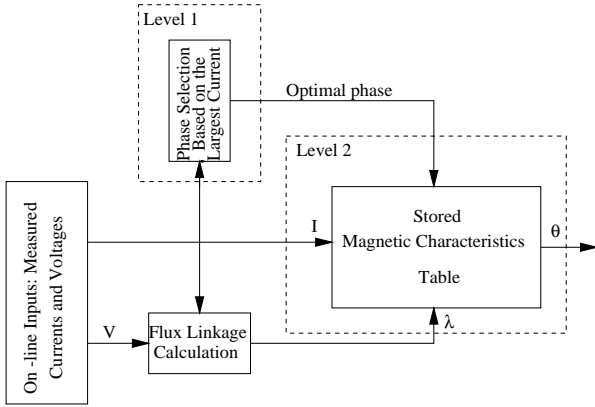 Level 1
Phase Selection
Based on the
Largest Current
Optimal phase
Level 2
On -line Inputs: Measured
Currents and Voltages
I
Stored
Magnetic Characteristics
Table
θ
V
Flux Linkage
Calculation
λ